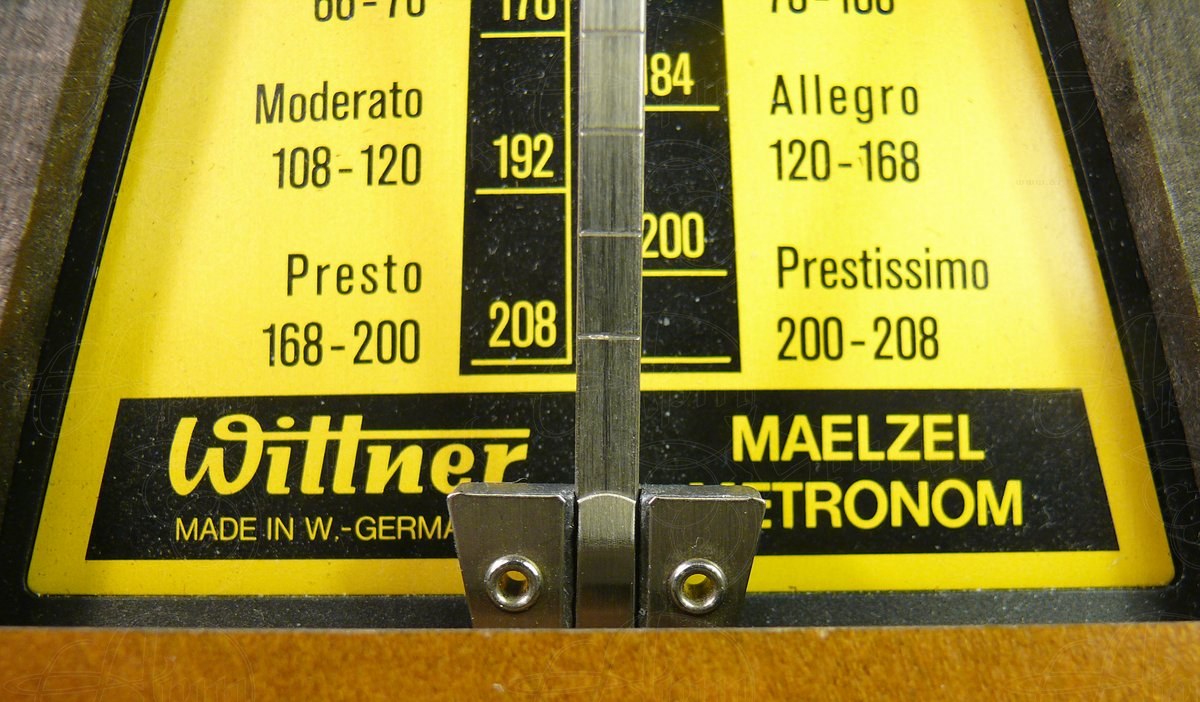 176
184
Moderato
108-120
192
Allegro
120-168
200
Presto
168-200
208
Prestissimo
200-208
Wittner
MADE IN W.-GERMA
MAELZEL
ETRONOM